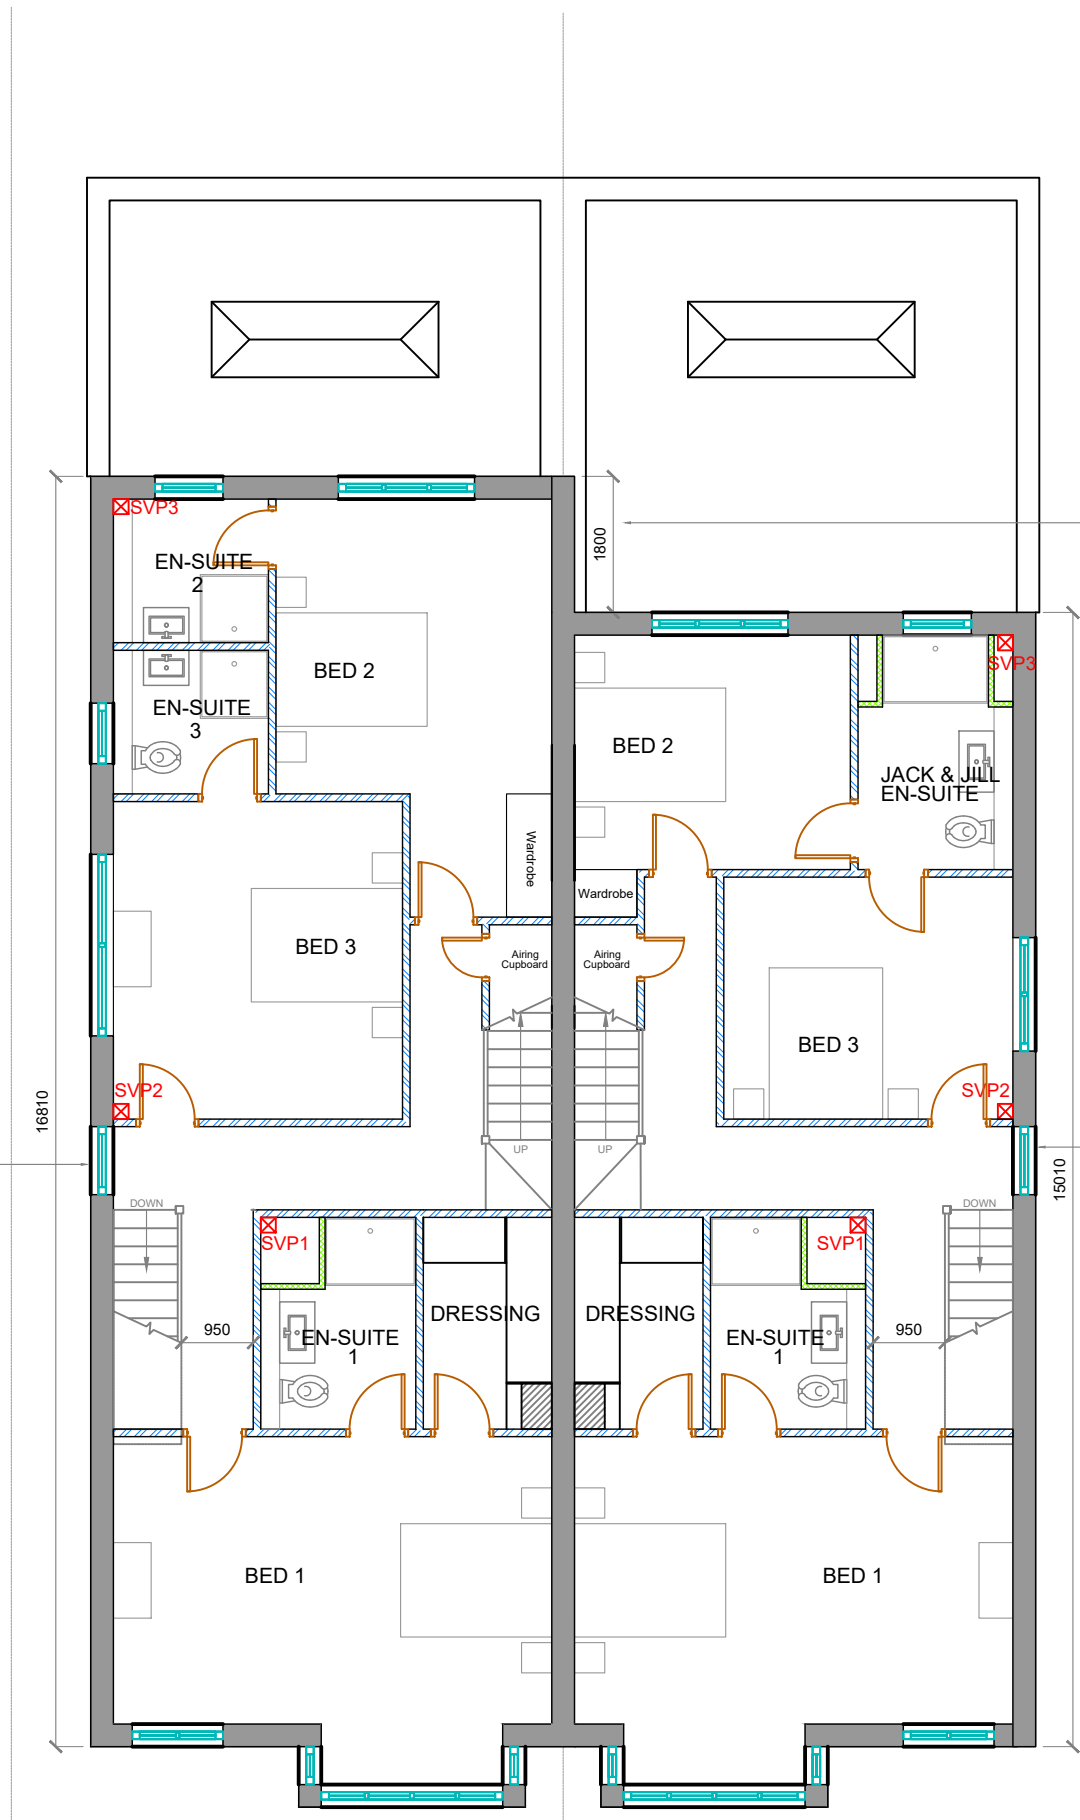 SVP3
EN-SUITE
2
1800
BED 2
SVP3
EN-SUITE
3
BED 2
JACK & JILL
EN-SUITE
Wardrobe
Wardrobe
BED 3
Airing
Cupboard
Airing
Cupboard
BED 3
SVP2
SVP2
16810
15010
UP
UP
DOWN
DOWN
SVP1
SVP1
DRESSING
DRESSING
950
EN-SUITE
1
EN-SUITE
1
950
BED 1
BED 1